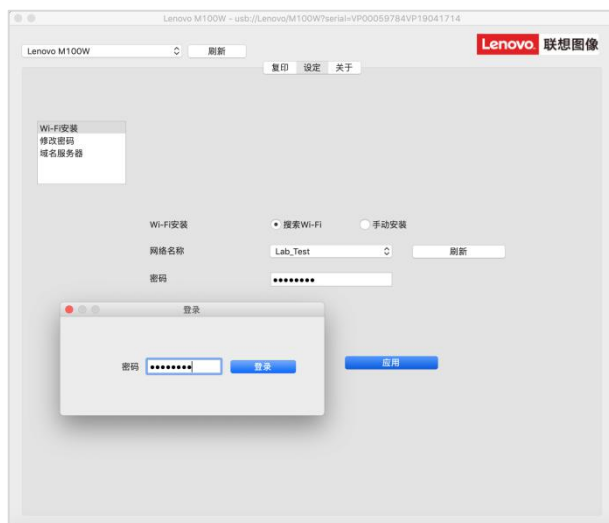 Lenovo M100W - usb://Lenovo/M100W?serial=VP00059784VP19041714
Lenovo M100W 刷新
Lenovo. 联想图像
复印 设定 关于
Wi-Fi安装
修改密码
域名服务器
Wi-Fi安装 搜索Wi-Fi 手动安装
网络名称 Lab_Test 刷新
密码 ••••••••
登录
密码 •••••••• 登录
应用